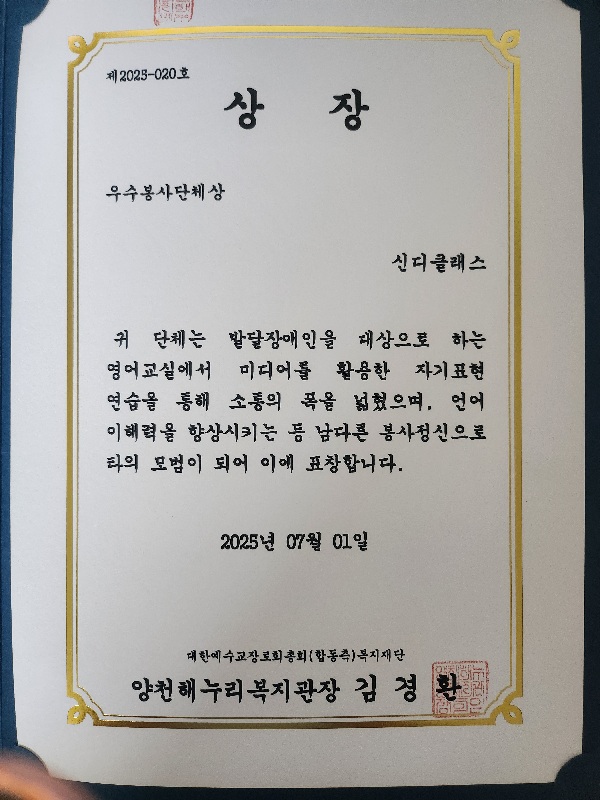 제2025-020호
상 장
우수봉사단체상
신디클래스
귀 단체는 발달장애인을 대상으로 하는
영어교실에서 미디어를 활용한 자기표현
연습을 통해 소통의 폭을 넓혔으며, 언어
이해력을 향상시키는 등 남다른 봉사정신으로
타의 모범이 되어 이에 표창합니다.
2025년 07월 01일
대한예수교장로회총회(합동측)복지재단
양천해누리복지관장 김 경 환